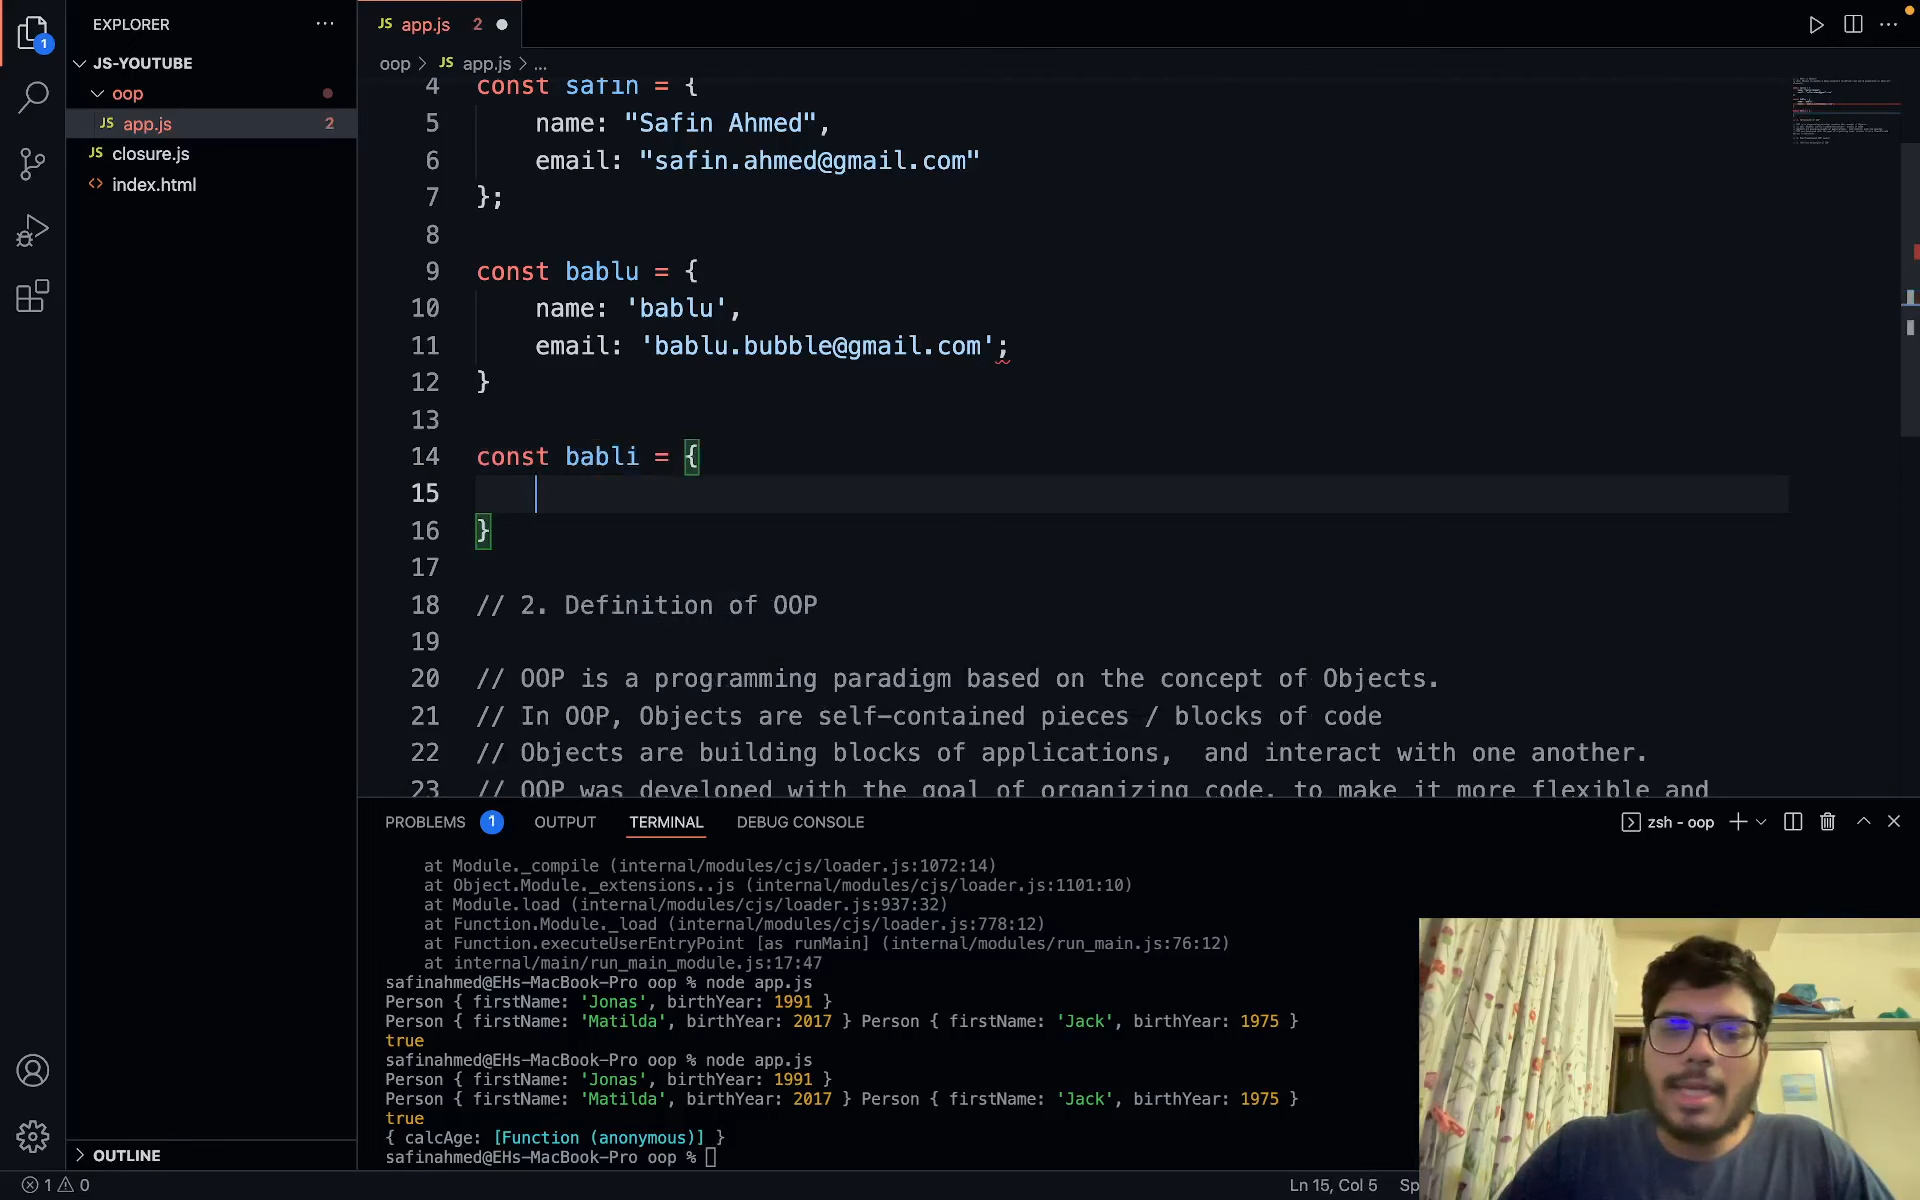 EXPLORER
JS-YOUTUBE
oop
JS app.js 2
JS closure.js
index.html
OUTLINE
1
JS app.js 2
oop > JS app.js > ...
4 const safin = {
5 name: "Safin Ahmed",
6 email: "safin.ahmed@gmail.com"
7 };
8
9 const bablu = {
10 name: 'bablu',
11 email: 'bablu.bubble@gmail.com';
12 }
13
14 const babli = {
15
16 }
17
18 // 2. Definition of OOP
19
20 // OOP is a programming paradigm based on the concept of Objects.
21 // In OOP, Objects are self-contained pieces / blocks of code
22 // Objects are building blocks of applications,  and interact with one another.
23 // OOP was developed with the goal of organizing code, to make it more flexible and
PROBLEMS 1 OUTPUT TERMINAL DEBUG CONSOLE zsh - oop
at Module._compile (internal/modules/cjs/loader.js:1072:14)
at Object.Module._extensions..js (internal/modules/cjs/loader.js:1101:10)
at Module.load (internal/modules/cjs/loader.js:937:32)
at Function.Module._load (internal/modules/cjs/loader.js:778:12)
at Function.executeUserEntryPoint [as runMain] (internal/modules/run_main.js:76:12)
at internal/main/run_main_module.js:17:47
safinahmed@EHs-MacBook-Pro oop % node app.js
Person { firstName: 'Jonas', birthYear: 1991 }
Person { firstName: 'Matilda', birthYear: 2017 } Person { firstName: 'Jack', birthYear: 1975 }
true
safinahmed@EHs-MacBook-Pro oop % node app.js
Person { firstName: 'Jonas', birthYear: 1991 }
Person { firstName: 'Matilda', birthYear: 2017 } Person { firstName: 'Jack', birthYear: 1975 }
true
{ calcAge: [Function (anonymous)] }
safinahmed@EHs-MacBook-Pro oop %
1 0
Ln 15, Col 5 Sp